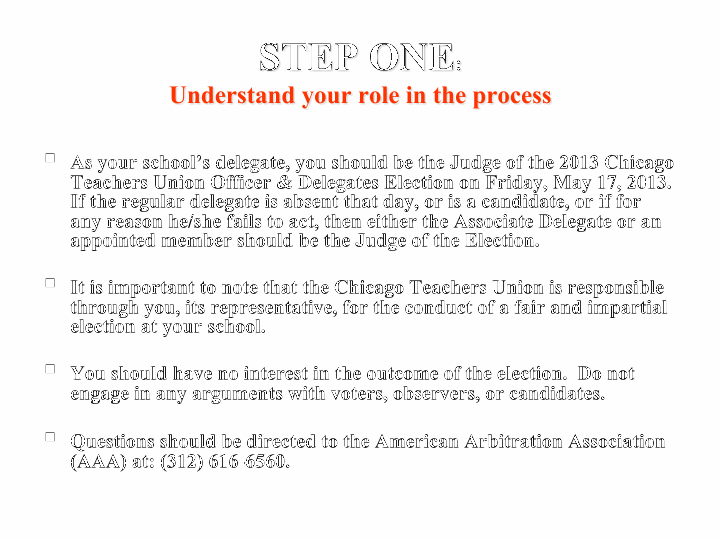 STEP ONE:
Understand your role in the process
As your school’s delegate, you should be the Judge of the 2013 Chicago
Teachers Union Officer & Delegates Election on Friday, May 17, 2013.
If the regular delegate is absent that day, or is a candidate, or if for
any reason he/she fails to act, then either the Associate Delegate or an
appointed member should be the Judge of the Election.
It is important to note that the Chicago Teachers Union is responsible
through you, its representative, for the conduct of a fair and impartial
election at your school.
You should have no interest in the outcome of the election.  Do not
engage in any arguments with voters, observers, or candidates.
Questions should be directed to the American Arbitration Association
(AAA) at: (312) 616-6560.